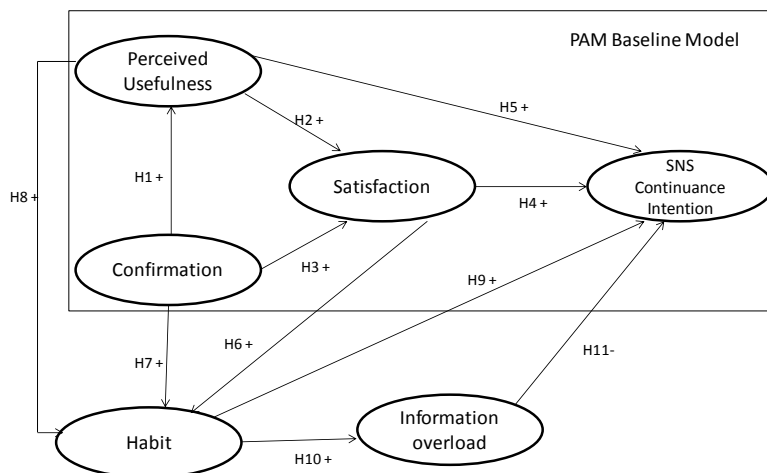 PAM Baseline Model
Perceived
Usefulness
H2 +
H5 +
H8 +
H1 +
Satisfaction
H4 +
SNS
Continuance
Intention
Confirmation
H3 +
H9 +
H7 +
H6 +
H11-
Habit
H10 +
Information
overload